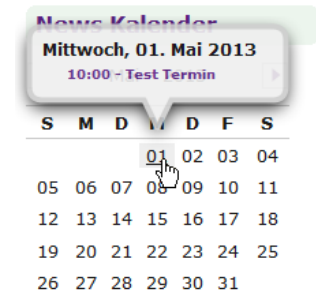 News Kalender
Mittwoch, 01. Mai 2013
10:00 - Test Termin
S M D M D F S
01 02 03 04
05 06 07 08 09 10 11
12 13 14 15 16 17 18
19 20 21 22 23 24 25
26 27 28 29 30 31